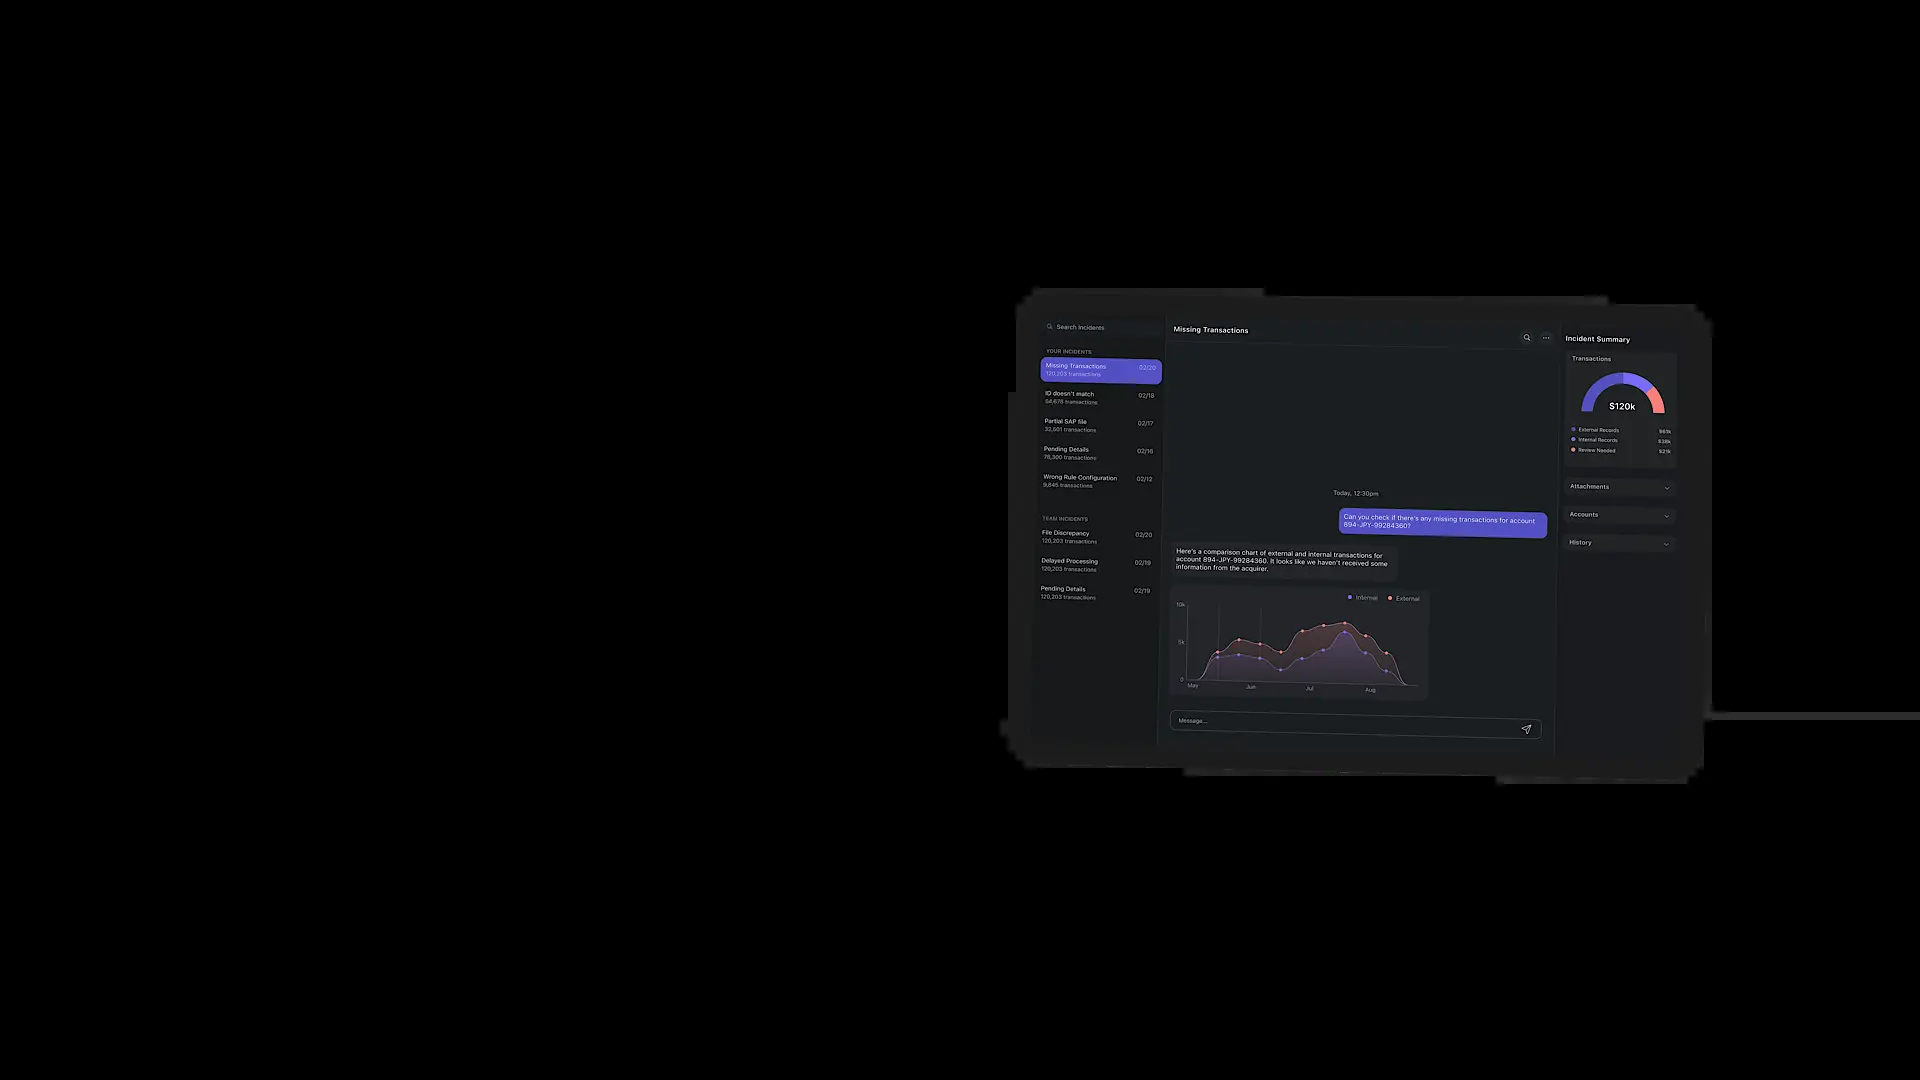 Search Incidents
YOUR INCIDENTS
Missing Transactions 02/20
120,203 transactions
ID doesn't match 02/18
64,678 transactions
Partial SAP file 02/17
32,501 transactions
Pending Details 02/16
78,300 transactions
Wrong Rule Configuration 02/12
9,845 transactions
TEAM INCIDENTS
File Discrepancy 02/20
120,203 transactions
Delayed Processing 02/19
120,203 transactions
Pending Details 02/19
120,203 transactions
Missing Transactions
Today, 12:30pm
Can you check if there's any missing transactions for account
894-JPY-99284360?
Here's a comparison chart of external and internal transactions for
account 894-JPY-99284360. It looks like we haven't received some
information from the acquirer.
Internal External
10k
5k
0
May Jun Jul Aug
Message...
Incident Summary
Transactions
$120k
External Records $61k
Internal Records $38k
Review Needed $21k
Attachments
Accounts
History